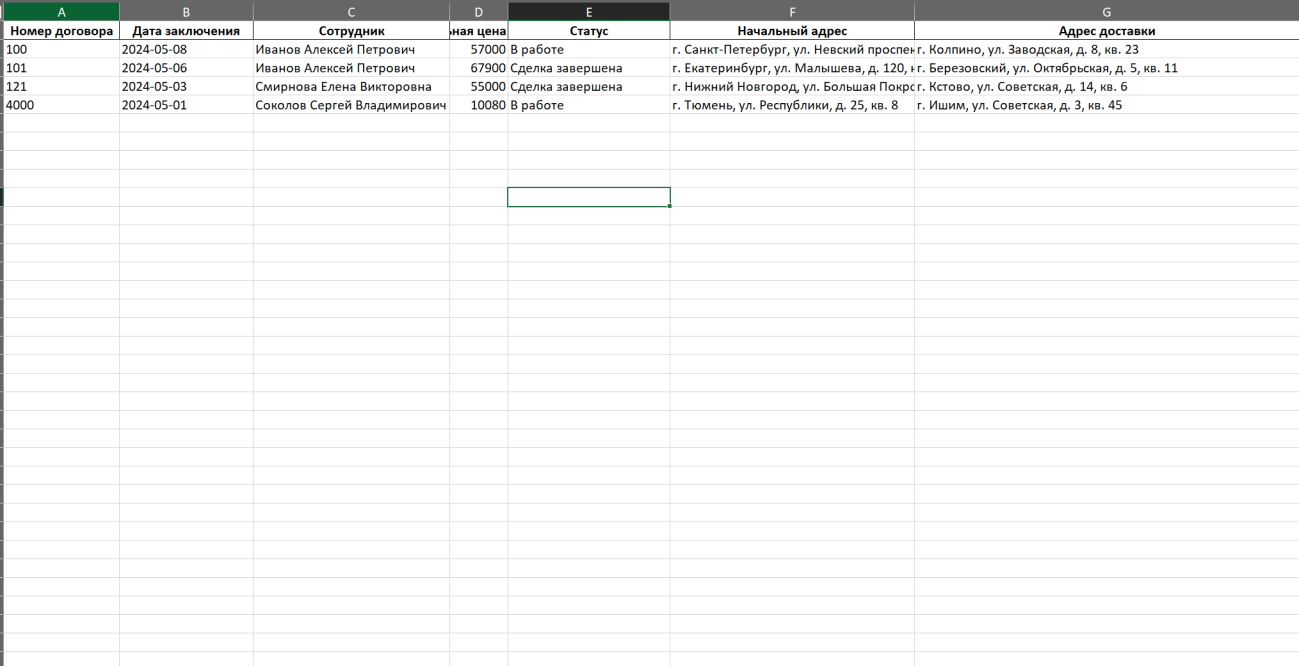 A B C D E F G
Номер договора Дата заключения Сотрудник цена Статус Начальный адрес Адрес доставки
100 2024-05-08 Иванов Алексей Петрович 57000 В работе г. Санкт-Петербург, ул. Невский г. Колпино, ул. Заводская, д. 8, кв. 23
101 2024-05-06 Иванов Алексей Петрович 67900 Сделка завершена г. Екатеринбург, ул. Малышева, д. 120, г. Березовский, ул. Октябрьская, д. 5, кв. 11
121 2024-05-03 Смирнова Елена Викторовна 55000 Сделка завершена г. Нижний Новгород, ул. Большая г. Кстово, ул. Советская, д. 14, кв. 6
4000 2024-05-01 Соколов Сергей Владимирович 10080 В работе г. Тюмень, ул. Республики, д. 25, кв. 8 г. Ишим, ул. Советская, д. 3, кв. 45